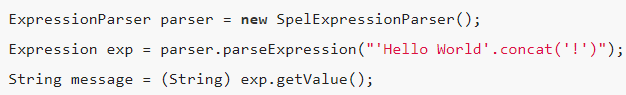 ExpressionParser parser = new SpelExpressionParser();
Expression exp = parser.parseExpression("'Hello World'.concat('!')");
String message = (String) exp.getValue();